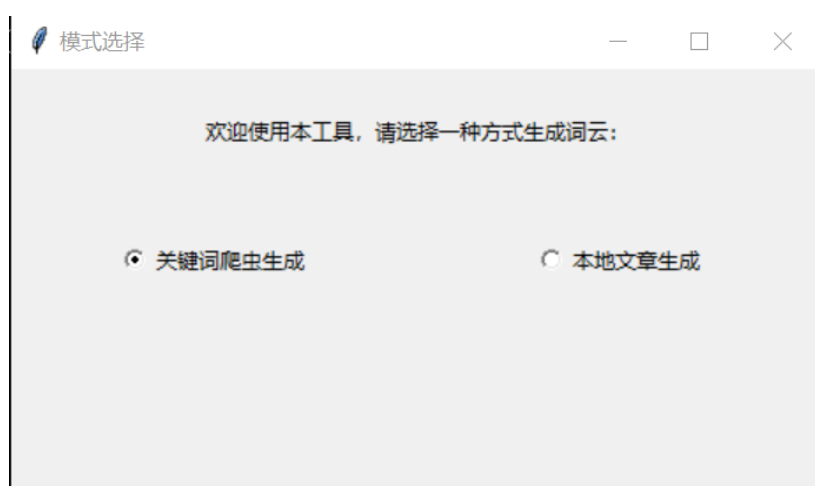 模式选择
欢迎使用本工具，请选择一种方式生成词云：
关键词爬虫生成
本地文章生成